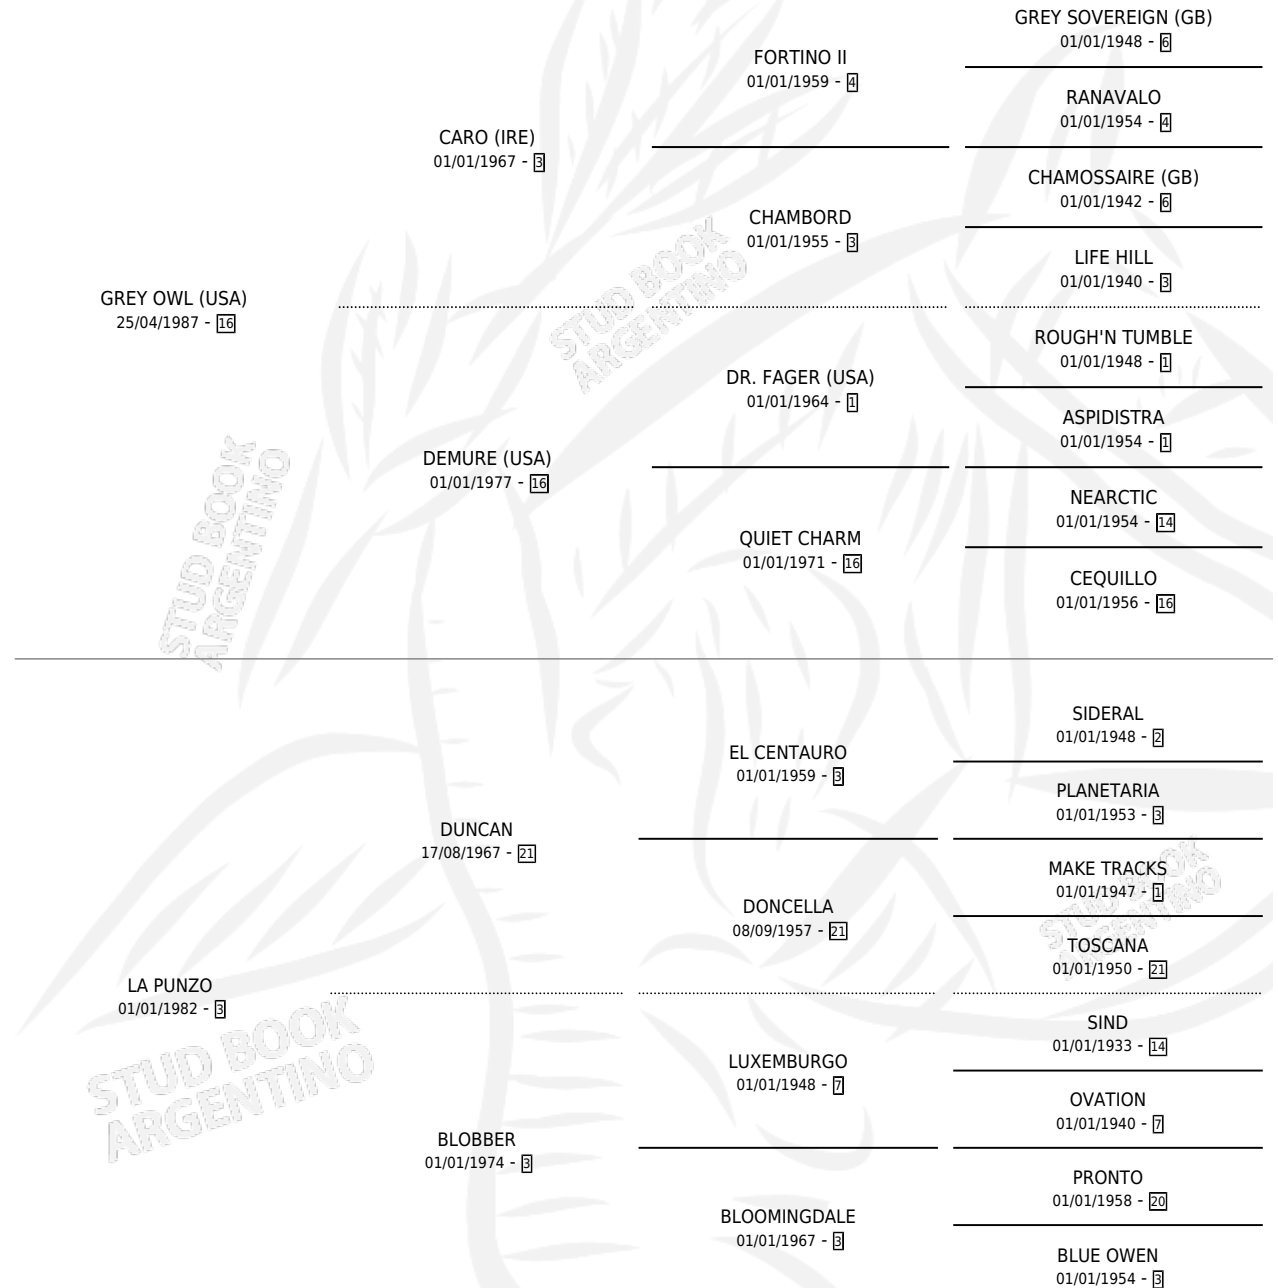 GREY SOVEREIGN (GB)
01/01/1948 - 6
FORTINO II
01/01/1959 - 4
RANAVALO
01/01/1954 - 4
CARO (IRE)
01/01/1967 - 3
CHAMOSSAIRE (GB)
01/01/1942 - 6
CHAMBORD
01/01/1955 - 3
LIFE HILL
01/01/1940 - 3
GREY OWL (USA)
25/04/1987 - 16
STUD BOOK
ARGENTINO
ROUGH'N TUMBLE
01/01/1948 - 1
DR. FAGER (USA)
01/01/1964 - 1
ASPIDISTRA
01/01/1954 - 1
DEMURE (USA)
01/01/1977 - 16
NEARCTIC
01/01/1954 - 14
QUIET CHARM
01/01/1971 - 16
CEQUILLO
01/01/1956 - 16
STUD BOOK
ARGENTINO
SIDERAL
01/01/1948 - 2
EL CENTAURO
01/01/1959 - 3
PLANETARIA
01/01/1953 - 3
DUNCAN
17/08/1967 - 21
MAKE TRACKS
01/01/1947 - 1
DONCELLA
08/09/1957 - 21
TOSCANA
01/01/1950 - 21
STUD BOOK
ARGENTINO
LA PUNZO
01/01/1982 - 3
SIND
01/01/1933 - 14
LUXEMBURGO
01/01/1948 - 7
OVATION
01/01/1940 - 7
STUD BOOK
ARGENTINO
BLOBBER
01/01/1974 - 3
PRONTO
01/01/1958 - 20
BLOOMINGDALE
01/01/1967 - 3
BLUE OWEN
01/01/1954 - 3